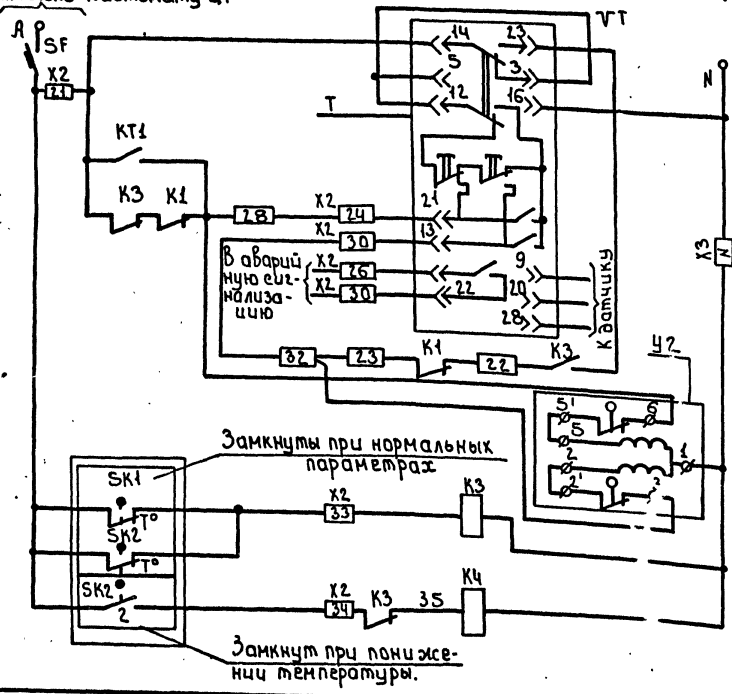 A
SF
X2
21
14
23
VT
5
3
12
16
N
T
KT1
K3
K1
28
X2
24
21
X2
30
13
X3
N
В аварий
ную сиг-
нализа-
цию
X2
26
9
X2
30
22
20
28
К датчику
32
23
K1
22
K3
У2
5'
6
5
2
1
2'
Замкнуты при нормальных
параметрах
SK1
T°
SK2
T°
X2
33
K3
SK2
2
X2
34
K3
35
K4
Замкнут при пониже-
нии температуры.